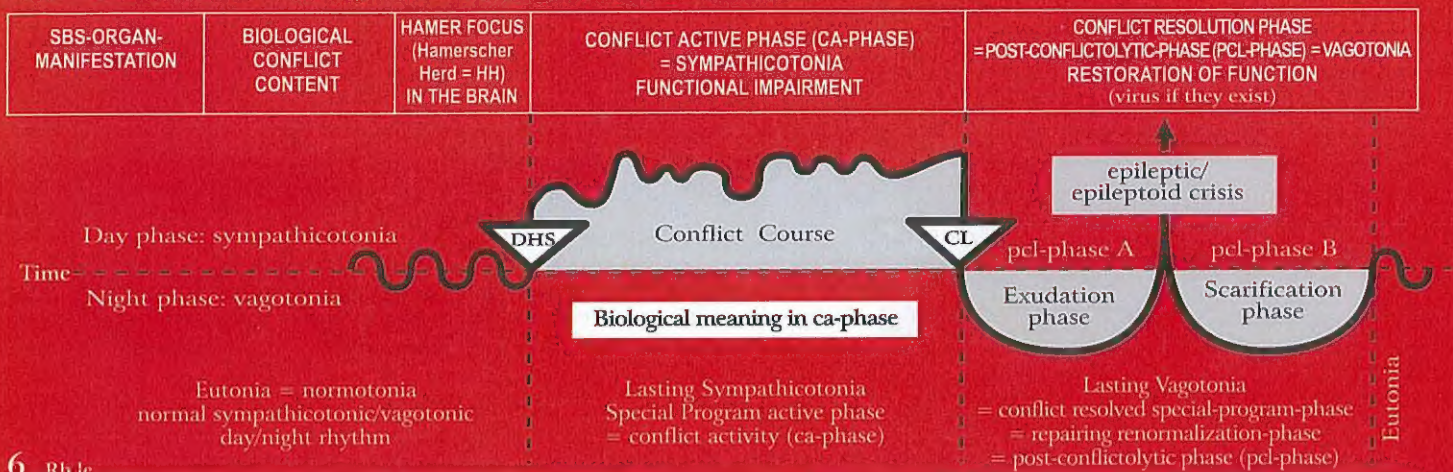 SBS-ORGAN-
MANIFESTATION
BIOLOGICAL
CONFLICT
CONTENT
HAMER FOCUS
(Hamerscher
Herd = HH)
IN THE BRAIN
CONFLICT ACTIVE PHASE (CA-PHASE)
= SYMPATHICOTONIA
FUNCTIONAL IMPAIRMENT
CONFLICT RESOLUTION PHASE
=POST-CONFLICTOLYTIC-PHASE (PCL-PHASE) = VAGOTONIA
RESTORATION OF FUNCTION
(virus if they exist)
epileptic/
epileptoid crisis
Day phase: sympathicotonia
DHS
Conflict Course
CL
pcl-phase A
pcl-phase B
Time
Night phase: vagotonia
Exudation
phase
Scarification
phase
Biological meaning in ca-phase
Eutonia = normotonia
normal sympathicotonic/vagotonic
day/night rhythm
Lasting Sympathicotonia
Special Program active phase
= conflict activity (ca-phase)
Lasting Vagotonia
= conflict resolved special-program-phase
= repairing renormalization-phase
= post-conflictolytic phase (pcl-phase)
Eutonia
6